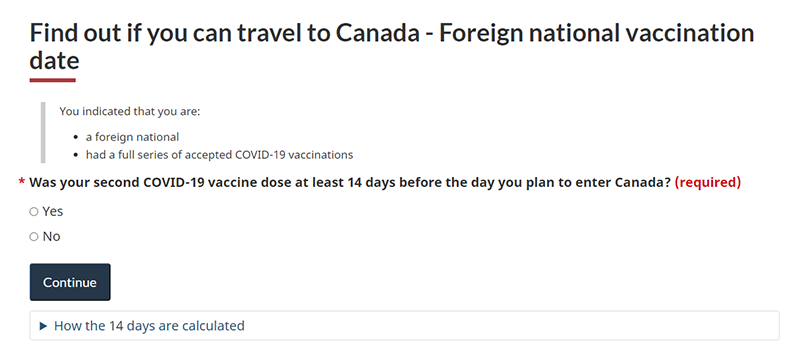 Find out if you can travel to Canada - Foreign national vaccination
date
You indicated that you are:
• a foreign national
• had a full series of accepted COVID-19 vaccinations
* Was your second COVID-19 vaccine dose at least 14 days before the day you plan to enter Canada? (required)
Yes
No
Continue
▶ How the 14 days are calculated